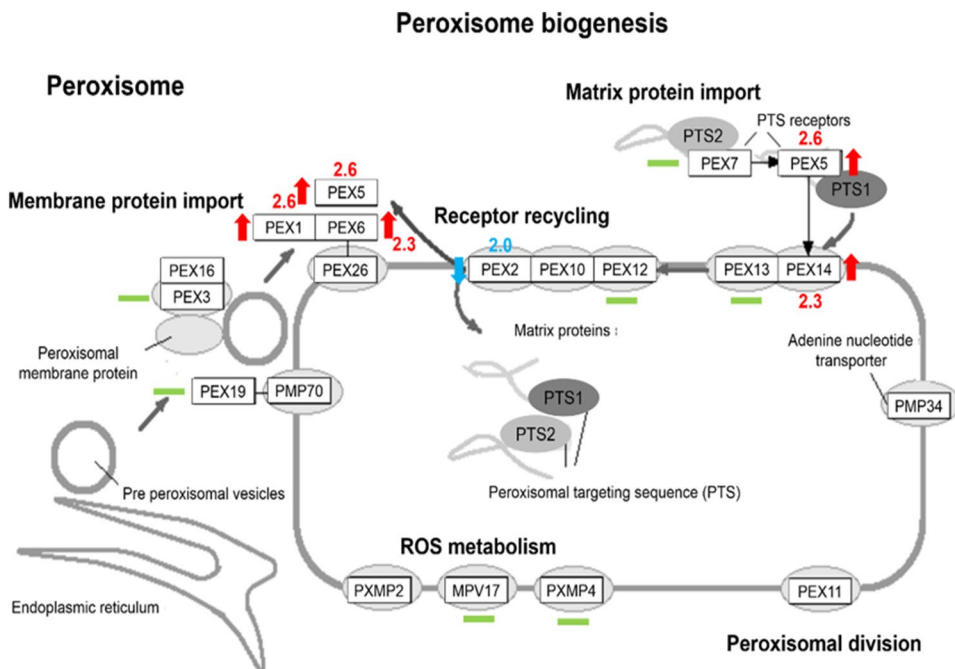 Peroxisome biogenesis
Peroxisome
Matrix protein import
PTS2
PTS receptors
2.6
PEX7
PEX5
PTS1
2.6
PEX5
Membrane protein import
2.6
PEX1
PEX6
2.3
Receptor recycling
2.0
PEX16
PEX3
PEX26
PEX2
PEX10
PEX12
PEX13
PEX14
2.3
Matrix proteins :
Peroxisomal
membrane protein
Adenine nucleotide
transporter
PEX19
PMP70
PTS1
PMP34
PTS2
Pre peroxisomal vesicles
Peroxisomal targeting sequence (PTS)
ROS metabolism
Endoplasmic reticulum
PXMP2
MPV17
PXMP4
PEX11
Peroxisomal division